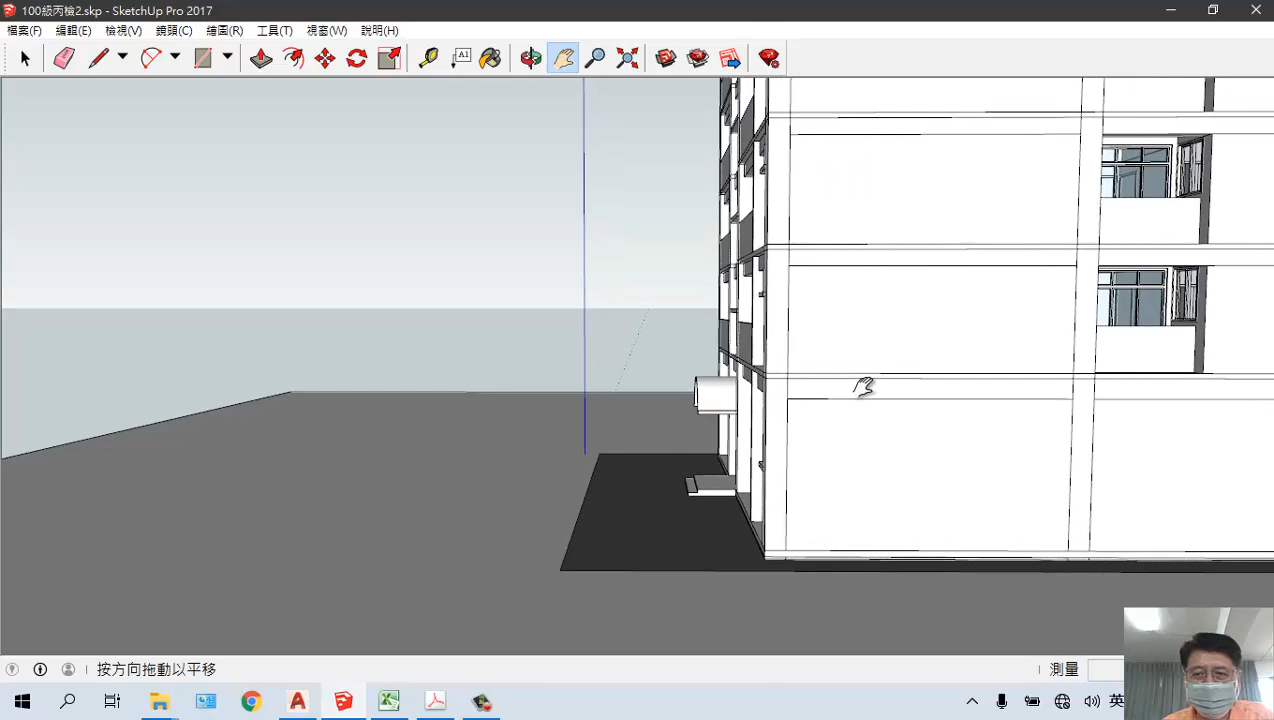 100級丙檢2.skp - SketchUp Pro 2017
檔案(F) 編輯(E) 檢視(V) 鏡頭(C) 繪圖(R) 工具(T) 視窗(W) 說明(H)
A1
按方向拖動以平移
測量
英